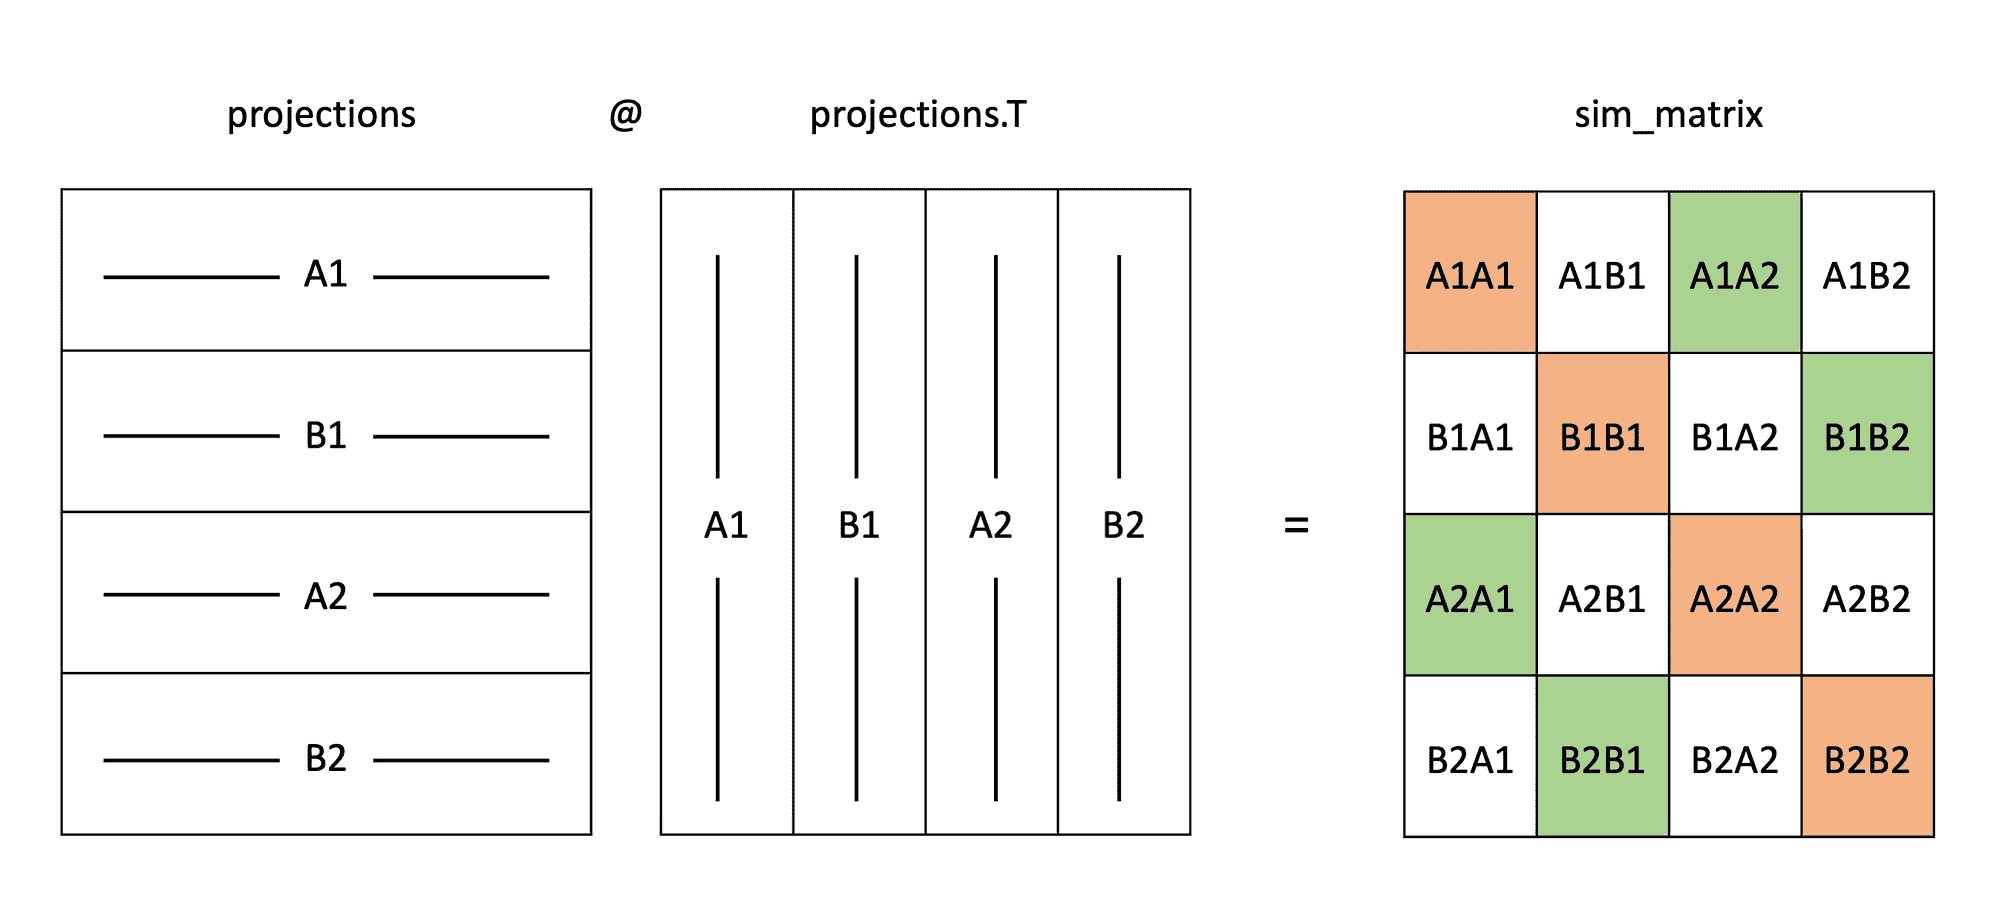 projections @ projections.T sim_matrix
A1
B1
A2
B2
A1 B1 A2 B2
=
A1A1 A1B1 A1A2 A1B2
B1A1 B1B1 B1A2 B1B2
A2A1 A2B1 A2A2 A2B2
B2A1 B2B1 B2A2 B2B2